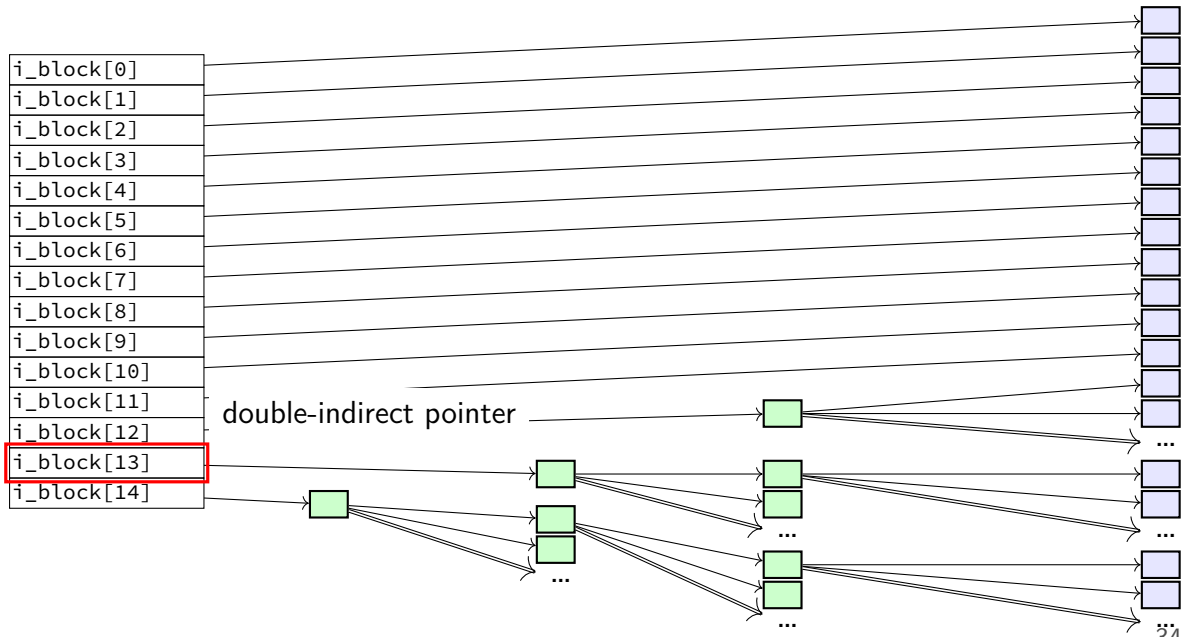 i_block[0]
i_block[1]
i_block[2]
i_block[3]
i_block[4]
i_block[5]
i_block[6]
i_block[7]
i_block[8]
i_block[9]
i_block[10]
i_block[11]
double-indirect pointer
i_block[12]
...
i_block[13]
i_block[14]
...
...
...
...
...
34